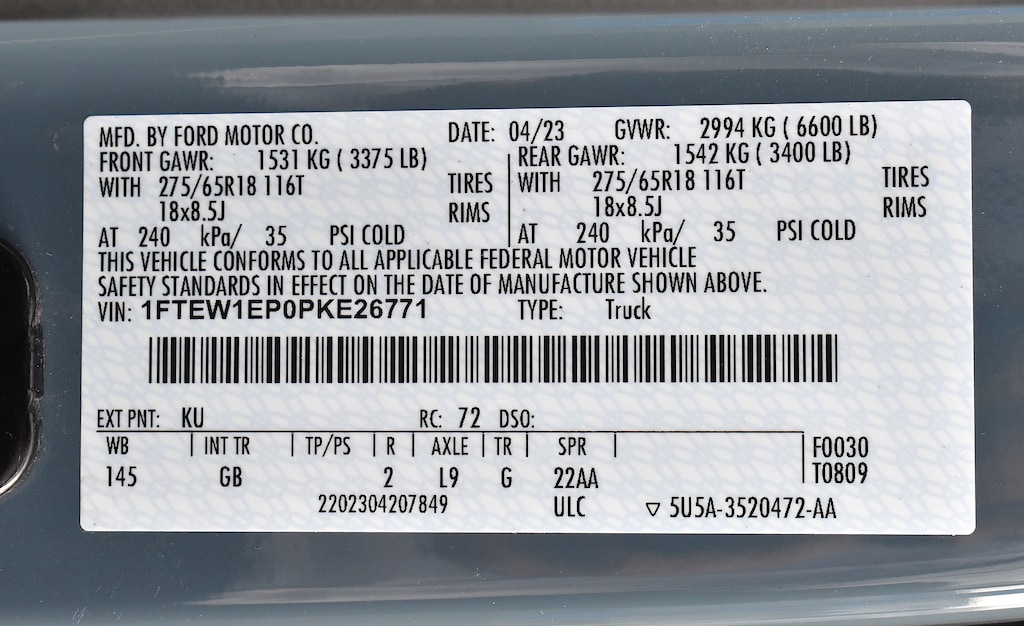 MFD. BY FORD MOTOR CO. DATE: 04/23 GVWR: 2994 KG ( 6600 LB)
FRONT GAWR: 1531 KG ( 3375 LB) REAR GAWR: 1542 KG ( 3400 LB)
WITH 275/65R18 116T TIRES WITH 275/65R18 116T TIRES
18x8.5J RIMS 18x8.5J RIMS
AT 240 kPa/ 35 PSI COLD AT 240 kPa/ 35 PSI COLD
THIS VEHICLE CONFORMS TO ALL APPLICABLE FEDERAL MOTOR VEHICLE
SAFETY STANDARDS IN EFFECT ON THE DATE OF MANUFACTURE SHOWN ABOVE.
VIN: 1FTEW1EP0PKE26771 TYPE: Truck
EXT PNT: KU RC: 72 DSO:
WB INT TR TP/PS R AXLE TR SPR F0030
145 GB 2 L9 G 22AA T0809
2202304207849 ULC ▽ 5U5A-3520472-AA